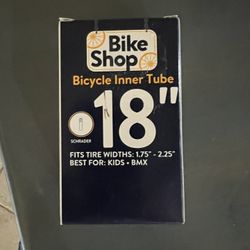 Bike
Shop
Bicycle Inner Tube
18"
SCHRADER
FITS TIRE WIDTHS: 1.75" - 2.25"
BEST FOR: KIDS • BMX